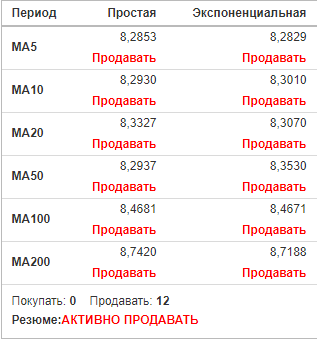 Период Простая Экспоненциальная
MA5 8,2853 8,2829
Продавать Продавать
MA10 8,2930 8,3010
Продавать Продавать
MA20 8,3327 8,3070
Продавать Продавать
MA50 8,2937 8,3530
Продавать Продавать
MA100 8,4681 8,4671
Продавать Продавать
MA200 8,7420 8,7188
Продавать Продавать
Покупать: 0 Продавать: 12
Резюме:АКТИВНО ПРОДАВАТЬ